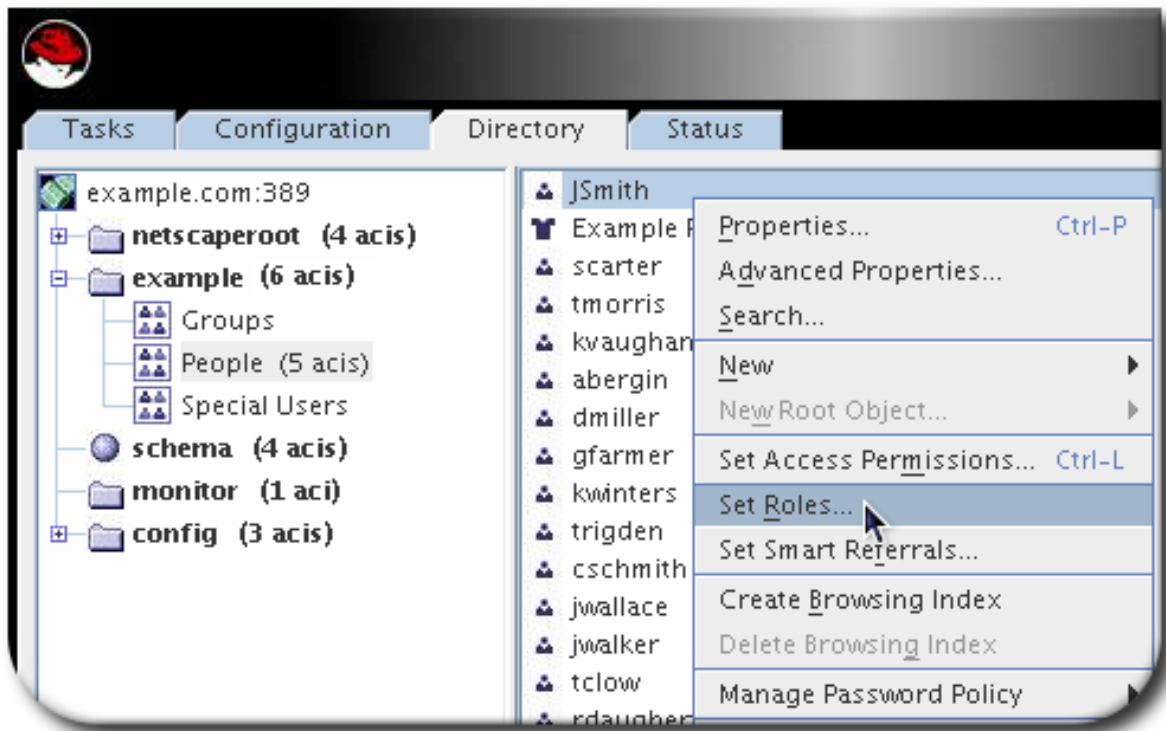 Tasks
Configuration
Directory
Status
example.com:389
netscaperoot (4 acis)
example (6 acis)
Groups
People (5 acis)
Special Users
schema (4 acis)
monitor (1 aci)
config (3 acis)
JSmith
Example
scarter
tmorris
kvaughan
abergin
dmiller
gfarmer
kwinters
trigden
cschmith
jwallace
jwalker
tclow
Properties... Ctrl-P
Advanced Properties...
Search...
New
New Root Object...
Set Access Permissions... Ctrl-L
Set Roles...
Set Smart Referrals...
Create Browsing Index
Delete Browsing Index
Manage Password Policy